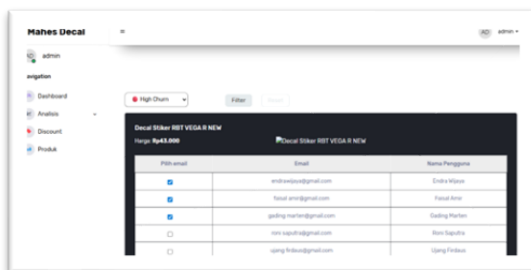 Mahes Decal
≡
AD admin
AD admin
avigation
Dashboard
Analisis
Discount
Produk
High Churn
Filter
Decal Stiker RBT VEGA R NEW
Harga: Rp43.000
Decal Stiker RBT VEGA R NEW
Pilih email Email Nama Pengguna
endrawijaya@gmail.com Endra Wijaya
faisal amir@gmail.com Faisal Amir
gading marten@gmail.com Gading Marten
roni saputra@gmail.com Roni Saputra
ujang firdaus@gmail.com Ujang Firdaus